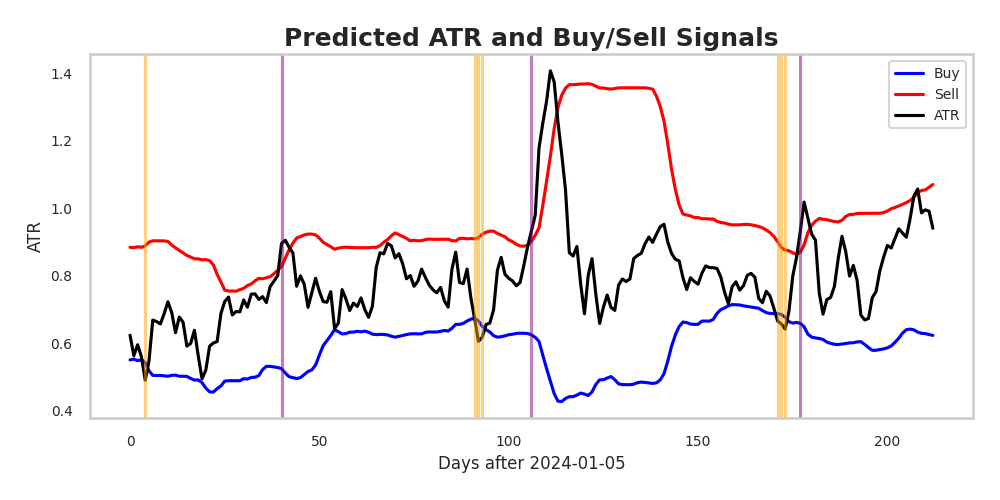 Predicted ATR and Buy/Sell Signals
Buy
Sell
ATR
ATR
1.4
1.2
1.0
0.8
0.6
0.4
0 50 100 150 200
Days after 2024-01-05